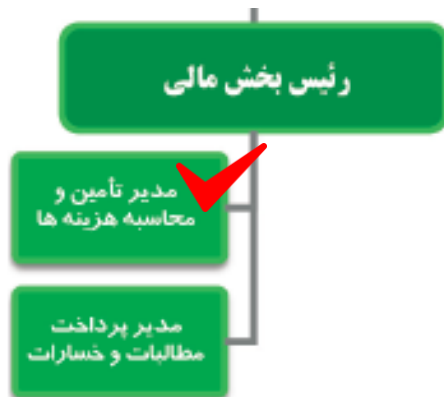 رئیس بخش مالی
مدیر تأمین و
محاسبه هزینه ها
مدیر پرداخت
مطالبات و خسارات